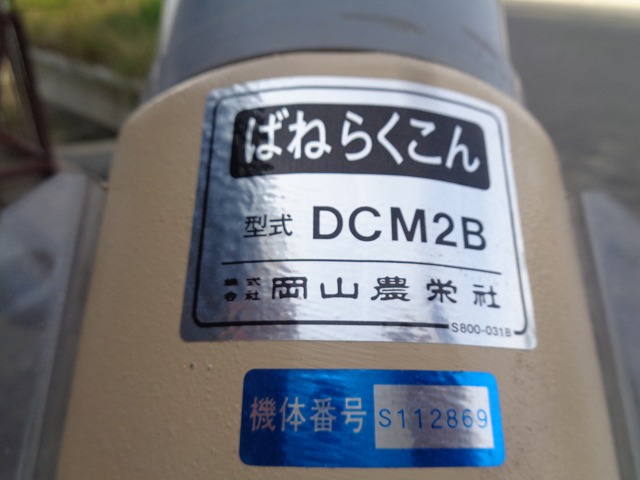 ばねらくこん
型式 DCM2B
株式会社 岡山農栄社
S800-031B
機体番号 S112869